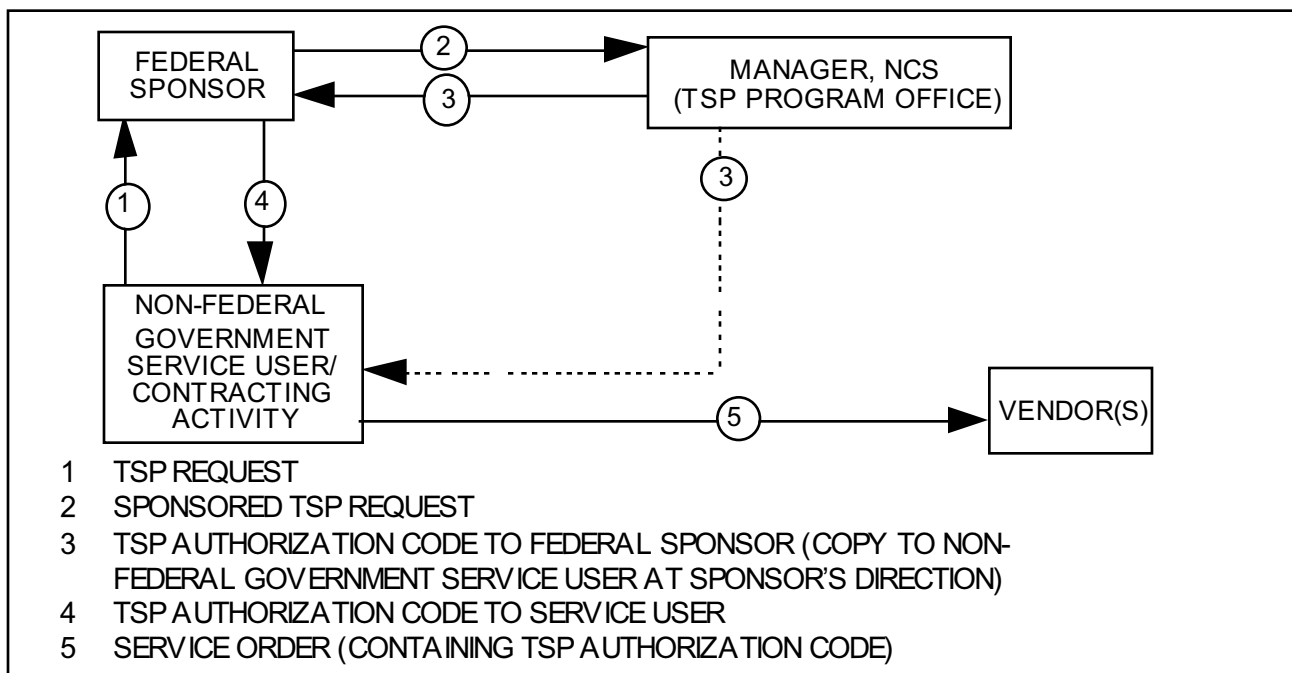 FEDERAL
SPONSOR
2
3
MANAGER, NCS
(TSP PROGRAM OFFICE)
1
4
3
NON-FEDERAL
GOVERNMENT
SERVICE USER/
CONTRACTING
ACTIVITY
5
VENDOR(S)
1 TSP REQUEST
2 SPONSORED TSP REQUEST
3 TSP AUTHORIZATION CODE TO FEDERAL SPONSOR (COPY TO NON-
FEDERAL GOVERNMENT SERVICE USER AT SPONSOR'S DIRECTION)
4 TSP AUTHORIZATION CODE TO SERVICE USER
5 SERVICE ORDER (CONTAINING TSP AUTHORIZATION CODE)